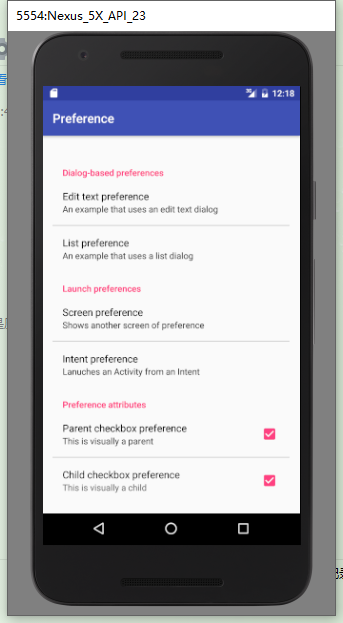 5554:Nexus_5X_API_23
12:18
Preference
Dialog-based preferences
Edit text preference
An example that uses an edit text dialog
List preference
An example that uses a list dialog
Launch preferences
Screen preference
Shows another screen of preference
Intent preference
Lanuches an Activity from an Intent
Preference attributes
Parent checkbox preference
This is visually a parent
Child checkbox preference
This is visually a child